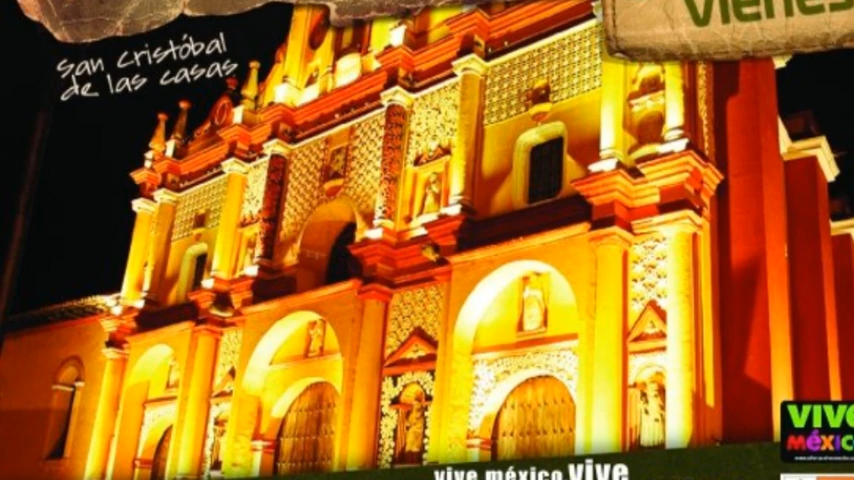 vienes
san cristóbal
de las casas
VIVE
MÉXICO
vive méxico vive